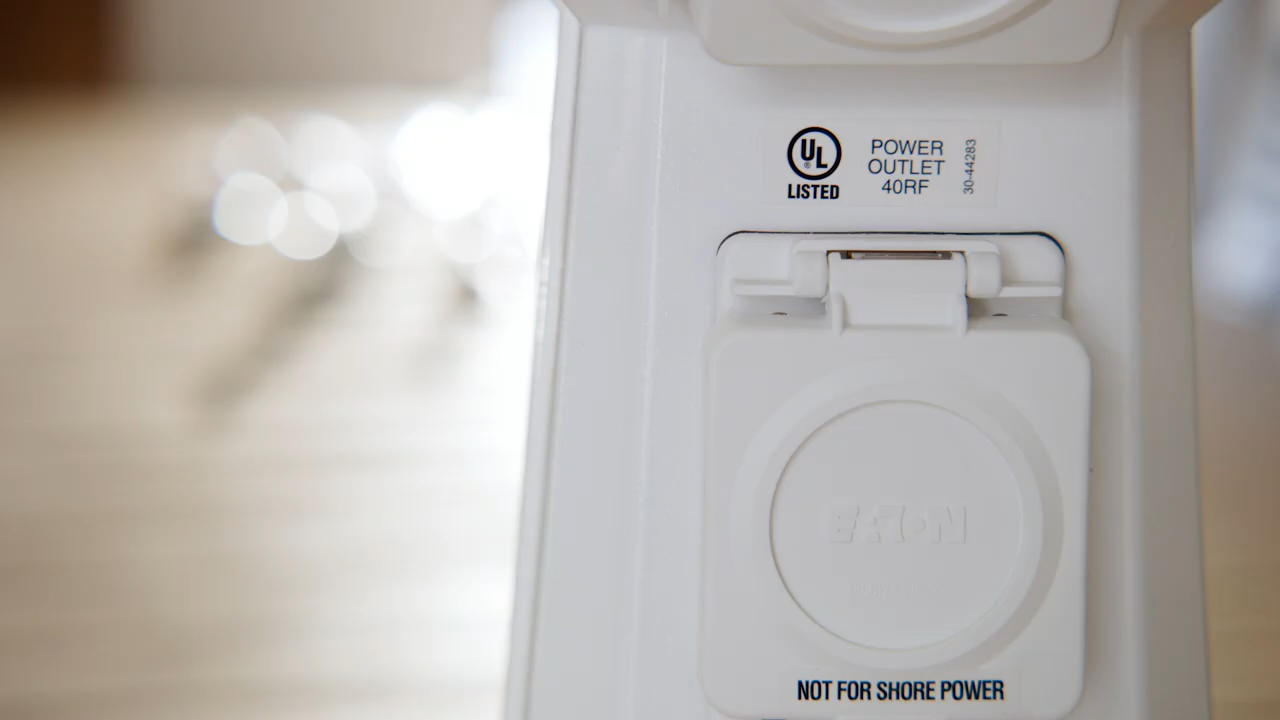 UL
®
LISTED
POWER
OUTLET
40RF
30-44283
EATON
NOT FOR SHORE POWER